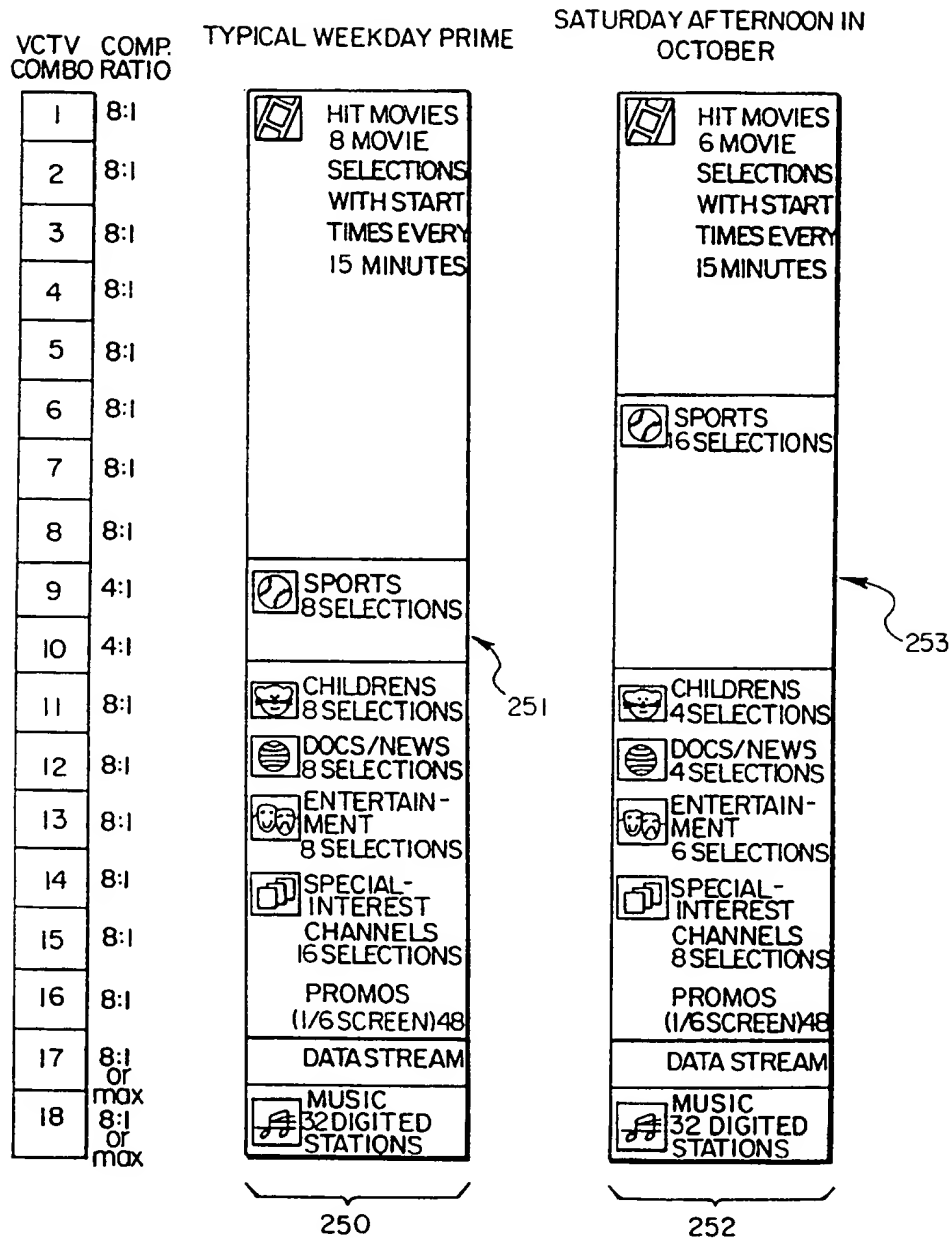 VCTV COMP.
COMBO RATIO
TYPICAL WEEKDAY PRIME
SATURDAY AFTERNOON IN
OCTOBER
1 8:1
2 8:1
3 8:1
4 8:1
5 8:1
6 8:1
7 8:1
8 8:1
9 4:1
10 4:1
11 8:1
12 8:1
13 8:1
14 8:1
15 8:1
16 8:1
17 8:1
or
max
18 8:1
or
max
HIT MOVIES
8 MOVIE
SELECTIONS
WITH START
TIMES EVERY
15 MINUTES
SPORTS
8 SELECTIONS
251
CHILDRENS
8 SELECTIONS
DOCS/NEWS
8 SELECTIONS
ENTERTAIN-
MENT
8 SELECTIONS
SPECIAL-
INTEREST
CHANNELS
16 SELECTIONS
PROMOS
(1/6 SCREEN) 48
DATA STREAM
MUSIC
32 DIGITED
STATIONS
250
HIT MOVIES
6 MOVIE
SELECTIONS
WITH START
TIMES EVERY
15 MINUTES
SPORTS
16 SELECTIONS
253
CHILDRENS
4 SELECTIONS
DOCS/NEWS
4 SELECTIONS
ENTERTAIN-
MENT
6 SELECTIONS
SPECIAL-
INTEREST
CHANNELS
8 SELECTIONS
PROMOS
(1/6 SCREEN) 48
DATA STREAM
MUSIC
32 DIGITED
STATIONS
252